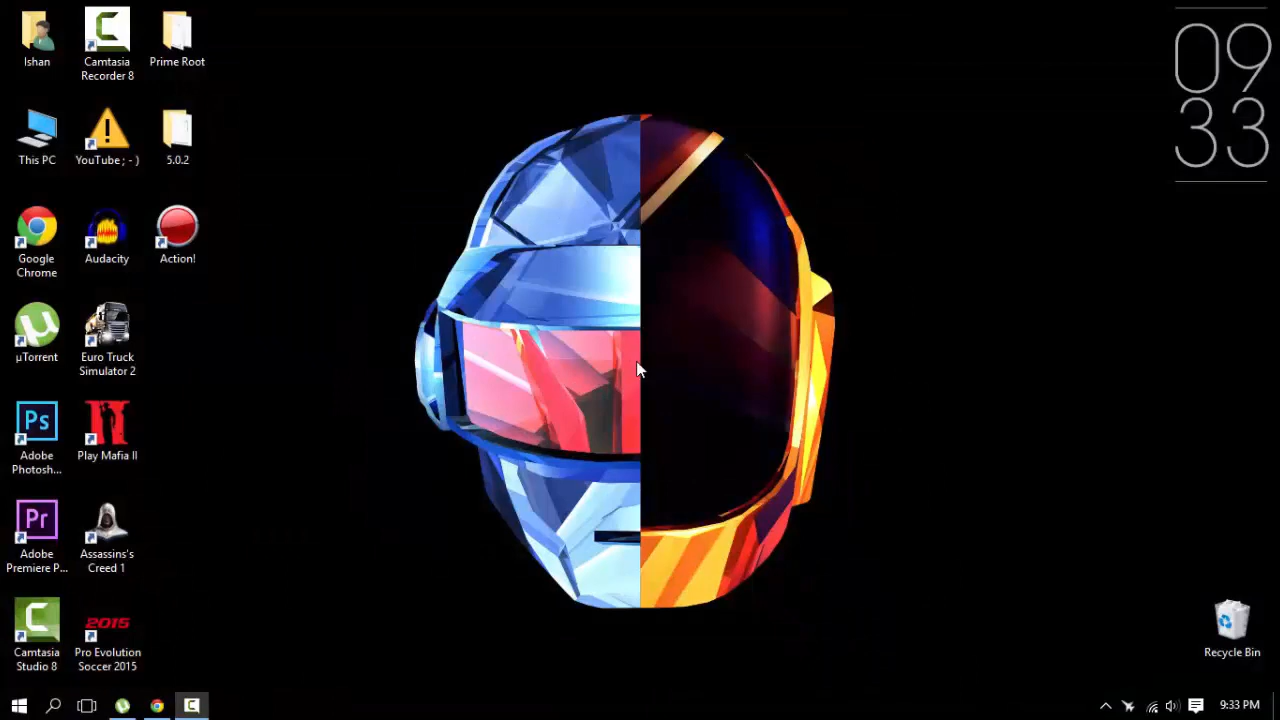 Ishan
Camtasia
Recorder 8
Prime Root
This PC
YouTube ; - )
5.0.2
Google
Chrome
Audacity
Action!
µTorrent
Euro Truck
Simulator 2
Ps
Adobe
Photosh...
Play Mafia II
Pr
Adobe
Premiere P...
Assassins's
Creed 1
Camtasia
Studio 8
2015
Pro Evolution
Soccer 2015
09
33
Recycle Bin
9:33 PM